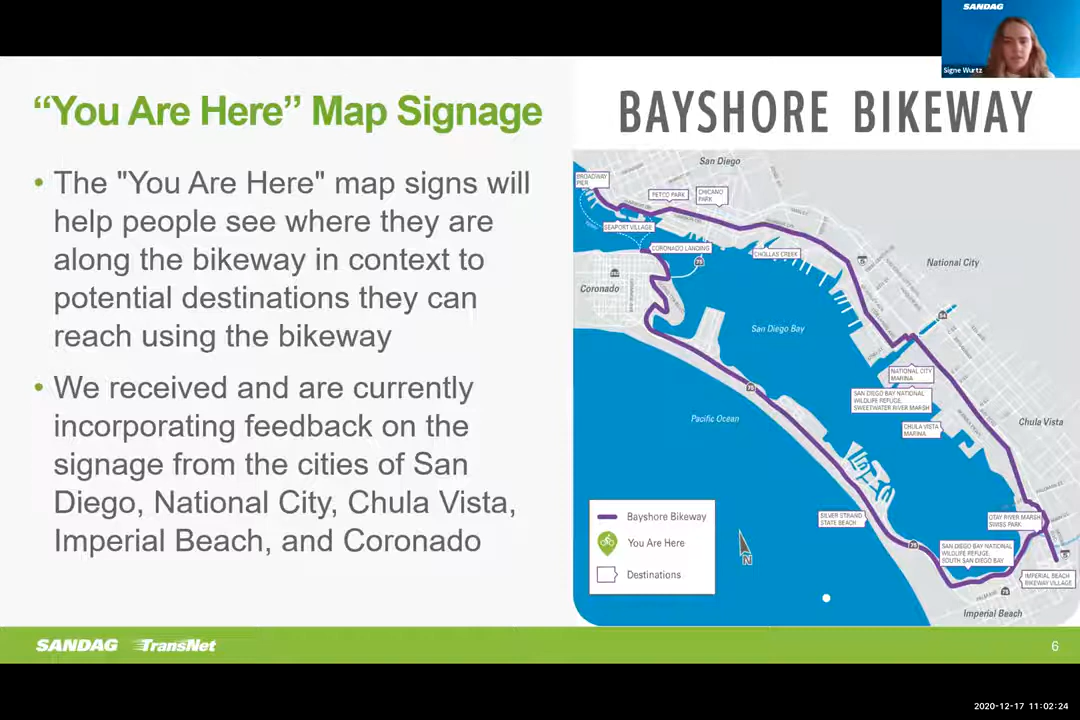 SANDAG
Signe Wurtz
“You Are Here” Map Signage
• The "You Are Here" map signs will
help people see where they are
along the bikeway in context to
potential destinations they can
reach using the bikeway
• We received and are currently
incorporating feedback on the
signage from the cities of San
Diego, National City, Chula Vista,
Imperial Beach, and Coronado
BAYSHORE BIKEWAY
San Diego
BROADWAY
PIER
PETCO PARK
CHICANO
PARK
SEAPORT VILLAGE
CORONADO LANDING
CHOLLAS CREEK
National City
Coronado
San Diego Bay
NATIONAL CITY
MARINA
SAN DIEGO BAY NATIONAL
WILDLIFE REFUGE,
SWEETWATER RIVER MARSH
Pacific Ocean
CHULA VISTA
MARINA
Chula Vista
SILVER STRAND
STATE BEACH
OTAY RIVER MARSH
SWISS PARK
SAN DIEGO BAY NATIONAL
WILDLIFE REFUGE,
SOUTH SAN DIEGO BAY
IMPERIAL BEACH
BIKEWAY VILLAGE
Imperial Beach
Bayshore Bikeway
You Are Here
Destinations
N
SANDAG TransNet
6
2020-12-17 11:02:24